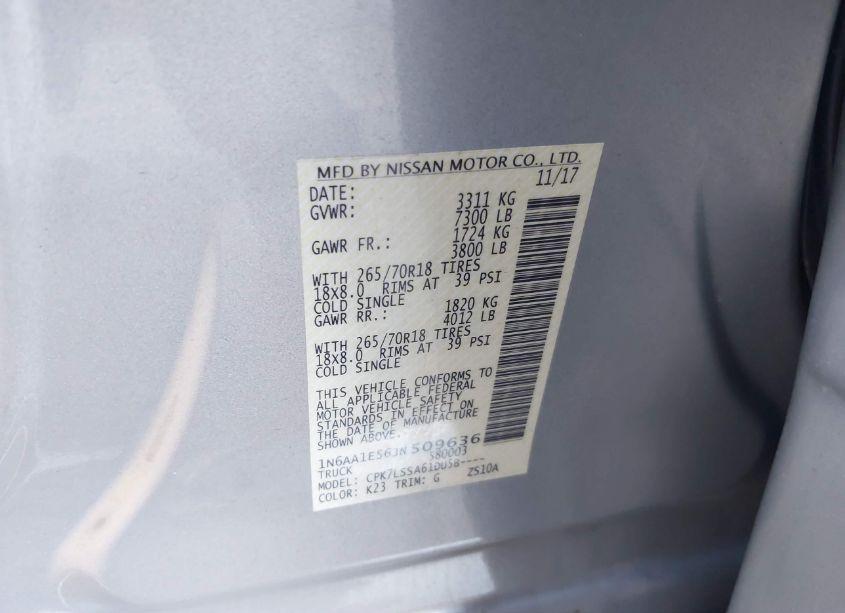 MFD BY NISSAN MOTOR CO., LTD.
DATE: 11/17
GVWR: 3311 KG
7300 LB
GAWR FR.: 1724 KG
3800 LB
WITH 265/70R18 TIRES
18x8.0 RIMS AT 39 PSI
COLD SINGLE
GAWR RR.: 1820 KG
4012 LB
WITH 265/70R18 TIRES
18x8.0 RIMS AT 39 PSI
COLD SINGLE
THIS VEHICLE CONFORMS TO
ALL APPLICABLE FEDERAL
MOTOR VEHICLE SAFETY
STANDARDS IN EFFECT ON
THE DATE OF MANUFACTURE
SHOWN ABOVE.
1N6AA1E56JN509636
TRUCK 580003
MODEL: CPK7LSSA61DU5B----
COLOR: K23 TRIM: G ZS10A